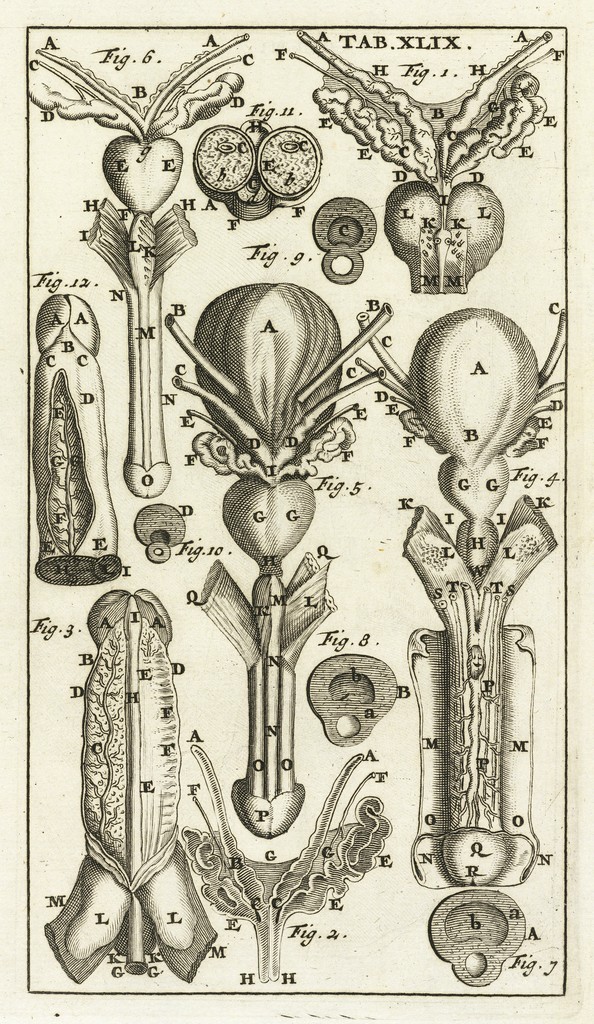 TAB. XLIX.
Fig. 6.
A
A
C
C
B
D
D
g
E
E
F
H
H
I
L
K
N
M
N
O
Fig. 11.
H
C
C
E
h
h
C
A
F
F
Fig. 1.
A
A
F
F
H
H
B
G
C
C
E
E
E
E
D
D
I
L
L
K
K
M
M
Fig. 9.
C
Fig. 12.
A
A
B
C
C
D
F
G
G
F
E
E
H
L
I
Fig. 10.
D
Fig. 5.
A
B
B
C
C
D
D
E
E
F
F
I
G
G
H
Q
Q
K
M
L
N
N
O
O
P
Fig. 4.
A
C
C
D
D
E
E
F
F
B
G
G
K
K
I
I
H
L
L
W
S
T
T
S
P
P
M
M
O
O
N
N
Q
R
Fig. 3.
A
I
A
B
D
D
E
H
F
C
F
E
M
L
L
M
K
K
G
G
Fig. 8.
b
a
B
Fig. 2.
A
A
F
F
G
B
G
C
C
E
E
E
E
H
H
Fig. 7
a
b
A